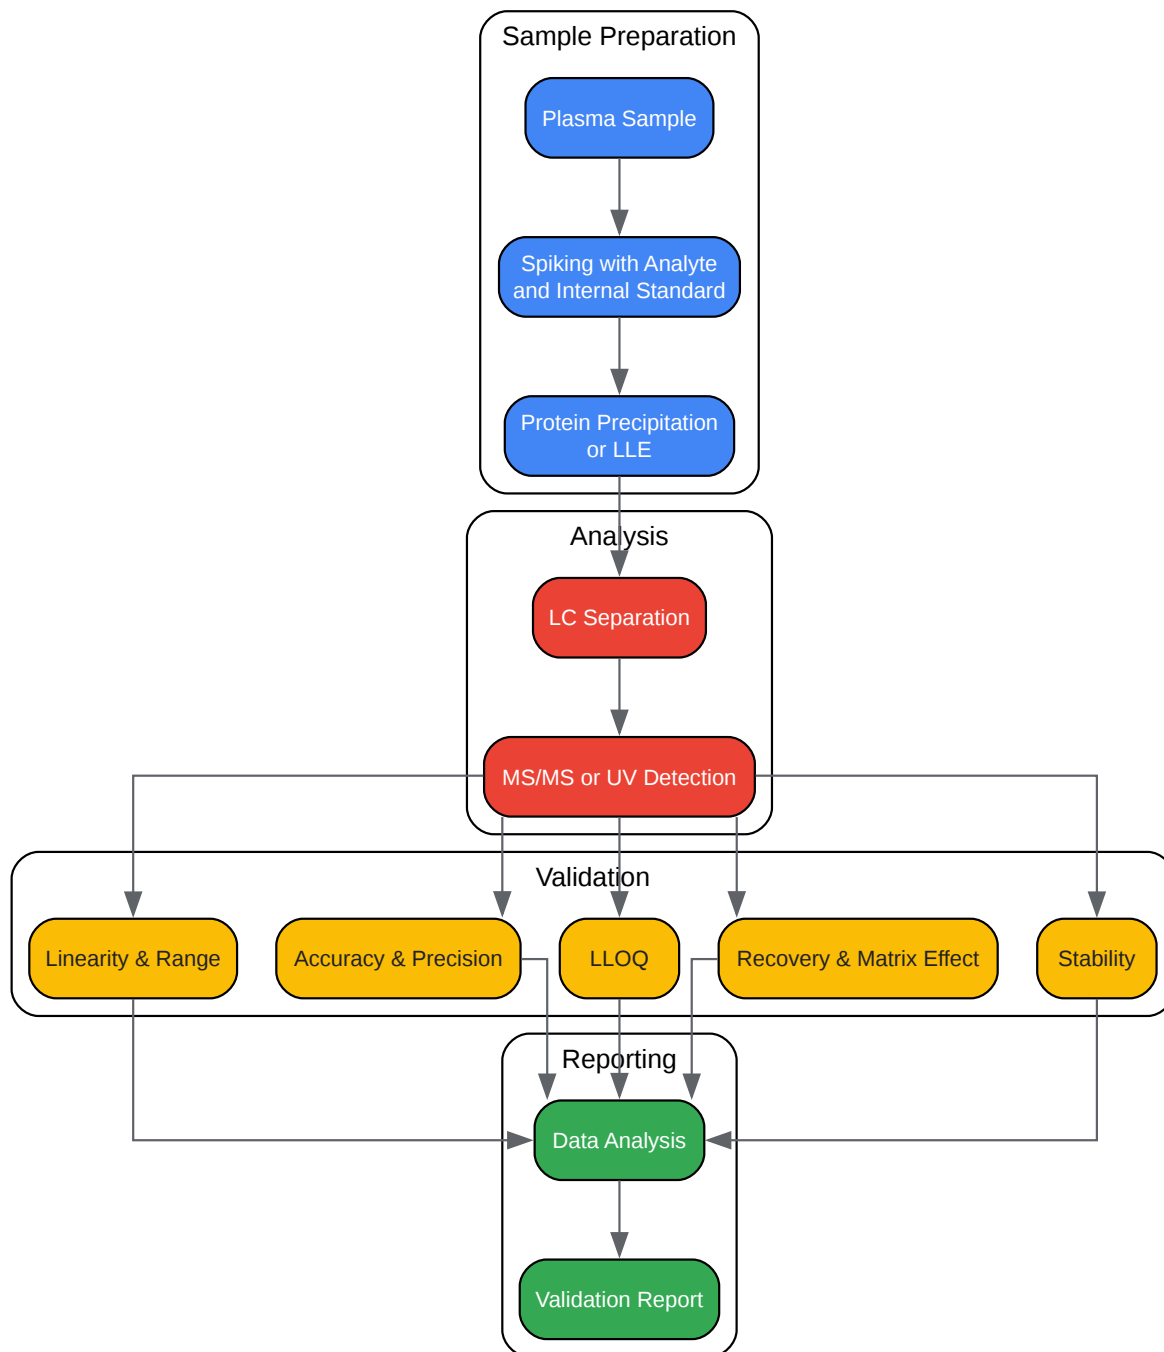 Sample Preparation
Plasma Sample
Spiking with Analyte
and Internal Standard
Protein Precipitation
or LLE
Analysis
LC Separation
MS/MS or UV Detection
Validation
Linearity & Range
Accuracy & Precision
LLOQ
Recovery & Matrix Effect
Stability
Reporting
Data Analysis
Validation Report